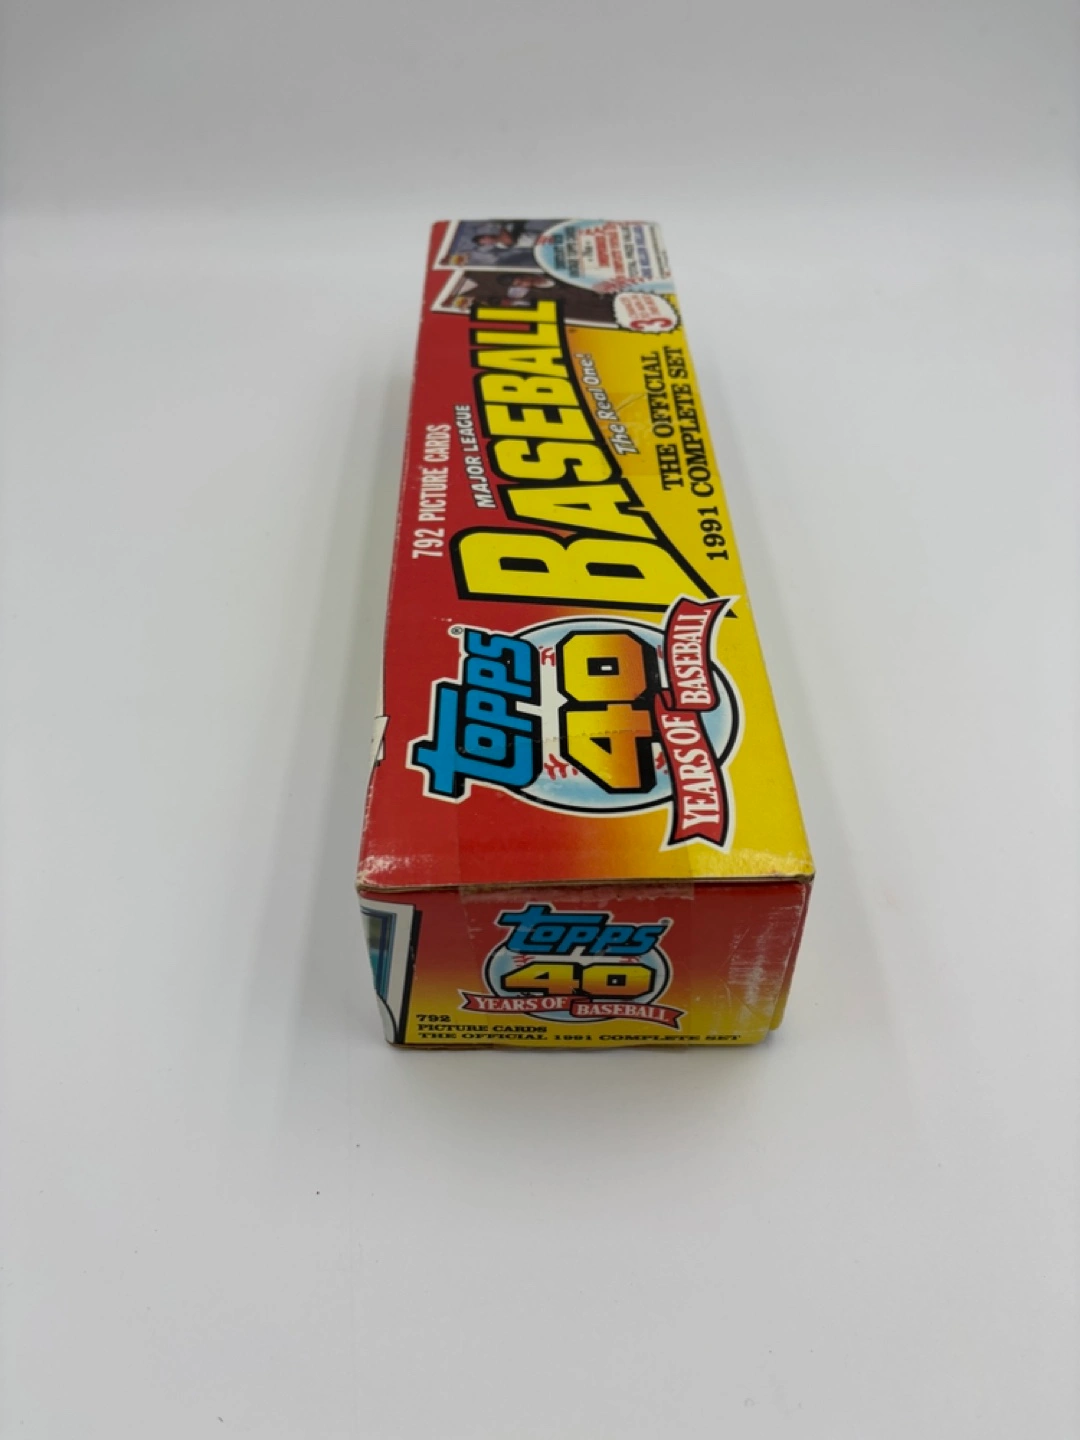 792 PICTURE CARDS
MAJOR LEAGUE
BASEBALL
The Real One!
THE OFFICIAL
1991 COMPLETE SET
3
Topps®
40
YEARS OF BASEBALL
Topps
40
YEARS OF BASEBALL
792
PICTURE CARDS
THE OFFICIAL 1991 COMPLETE SET